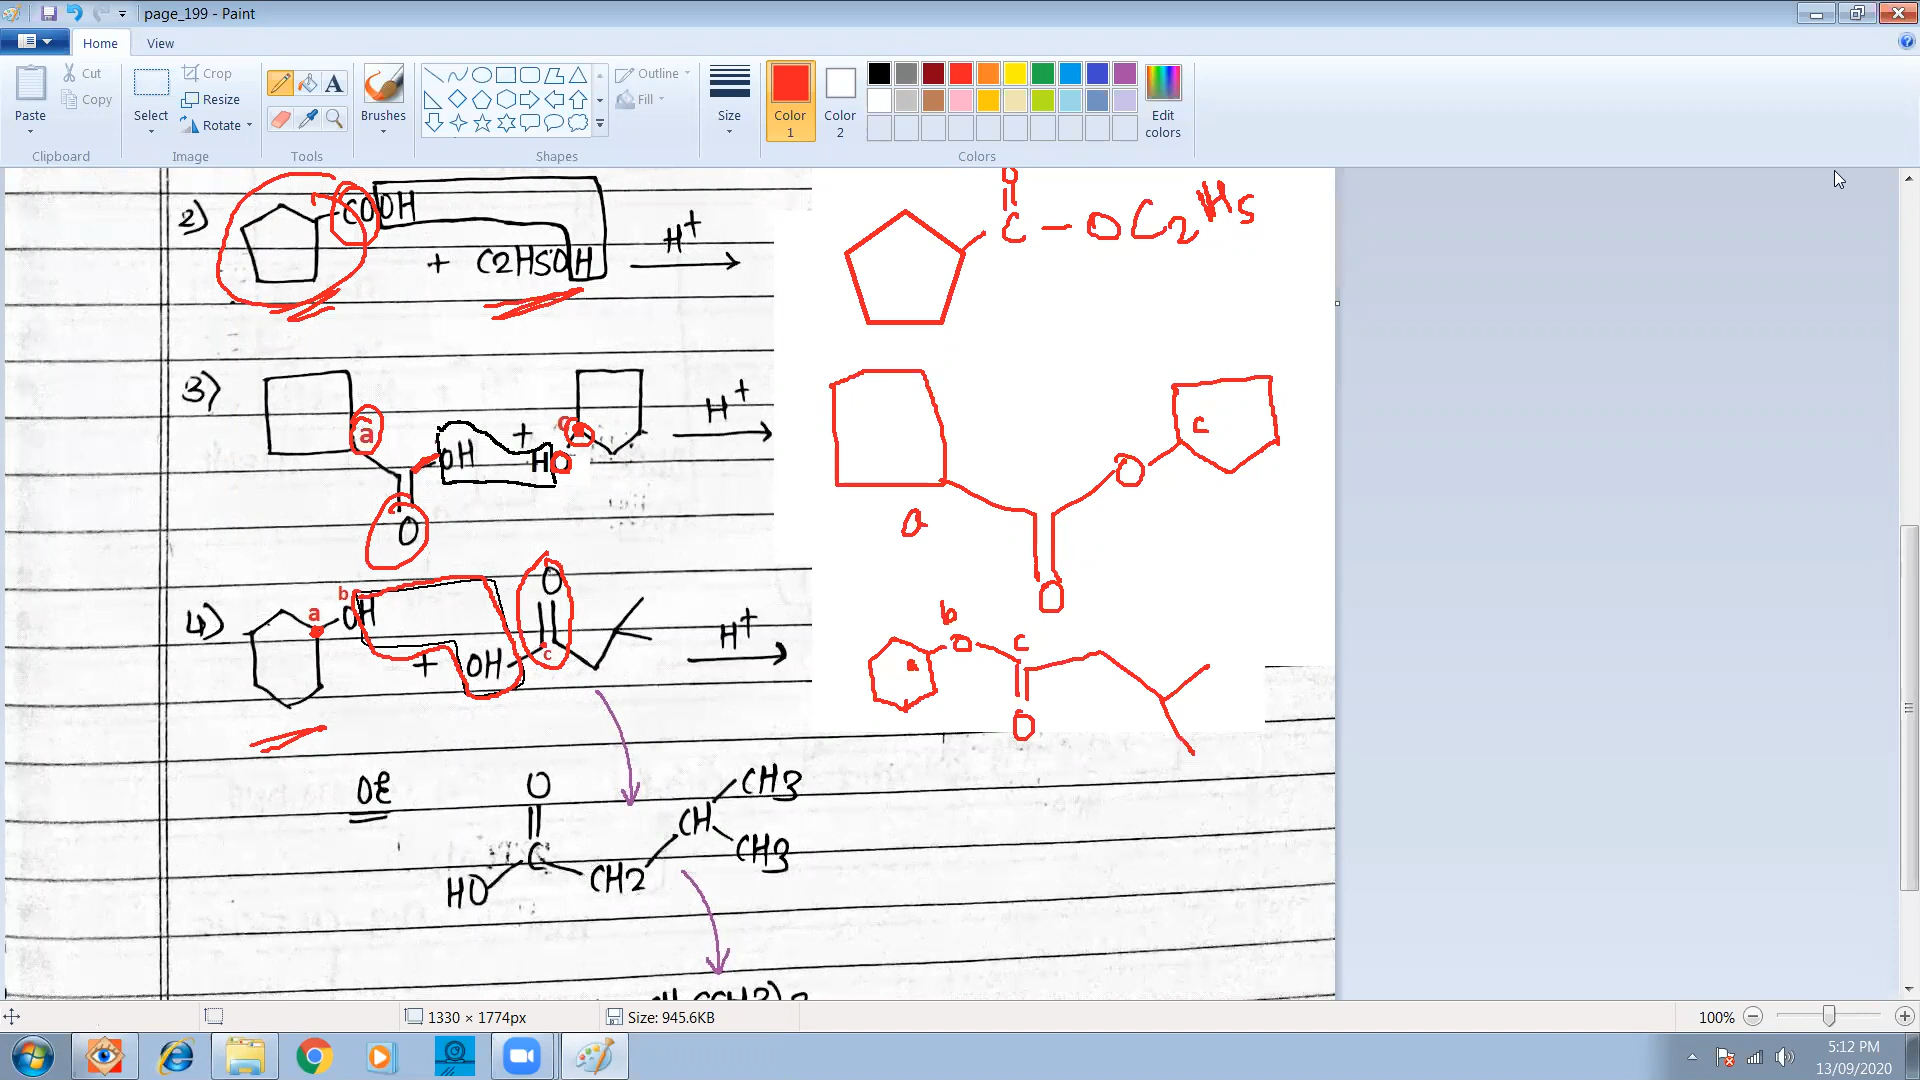 page_199 - Paint
Home View
Paste
Cut
Copy
Clipboard
Select
Crop
Resize
Rotate
Image
Tools
Brushes
Shapes
Outline
Fill
Size
Color 1
Color 2
Edit colors
Colors
2) COOH + C2H5OH H+
O
C - OC2H5
3) a OH + HO c H+
O
a O c
O
4) a b OH + OH c O H+
b
a O c
O
OE
O
C
HO CH2 CH CH3
CH3
100%
1330 × 1774px
Size: 945.6KB
5:12 PM
13/09/2020